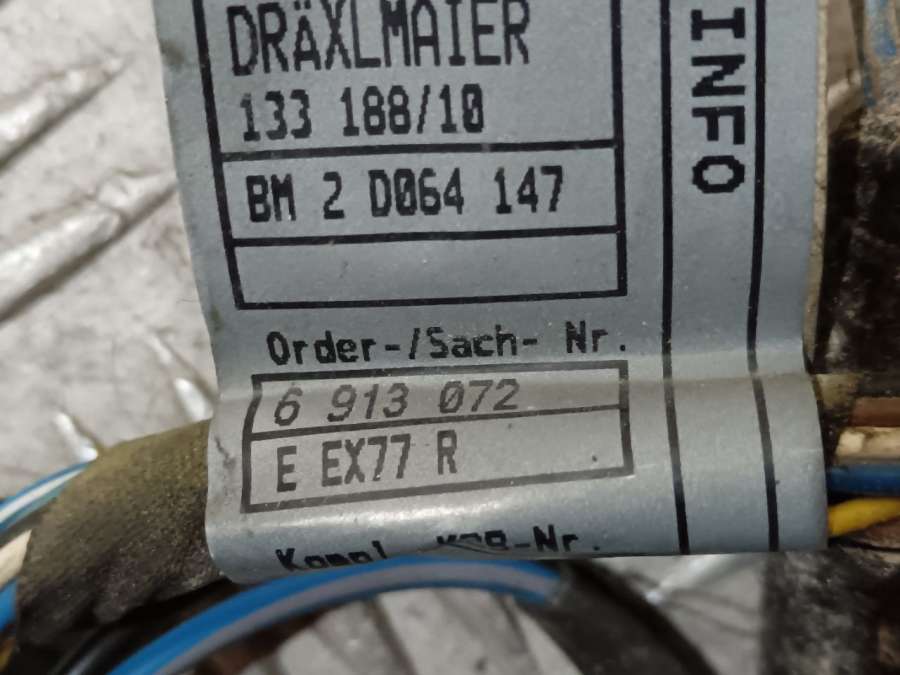 DRÄXLMAIER
133 188/10
BM 2 D064 147
Order-/Sach- Nr.
6 913 072
E EX77 R
INFO